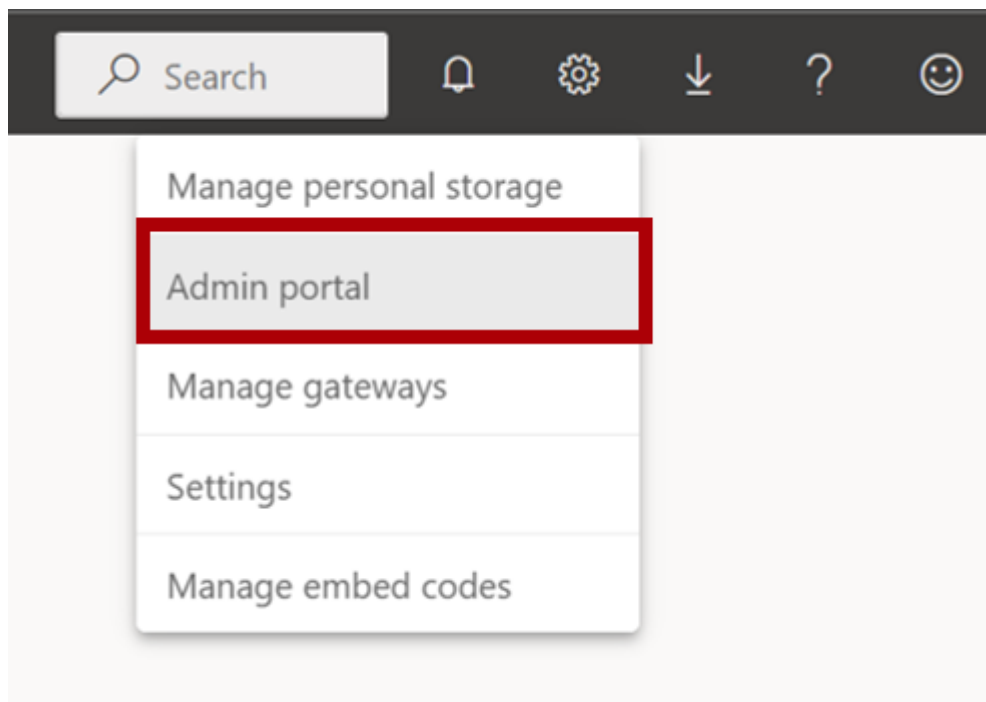 Search
Manage personal storage
Admin portal
Manage gateways
Settings
Manage embed codes